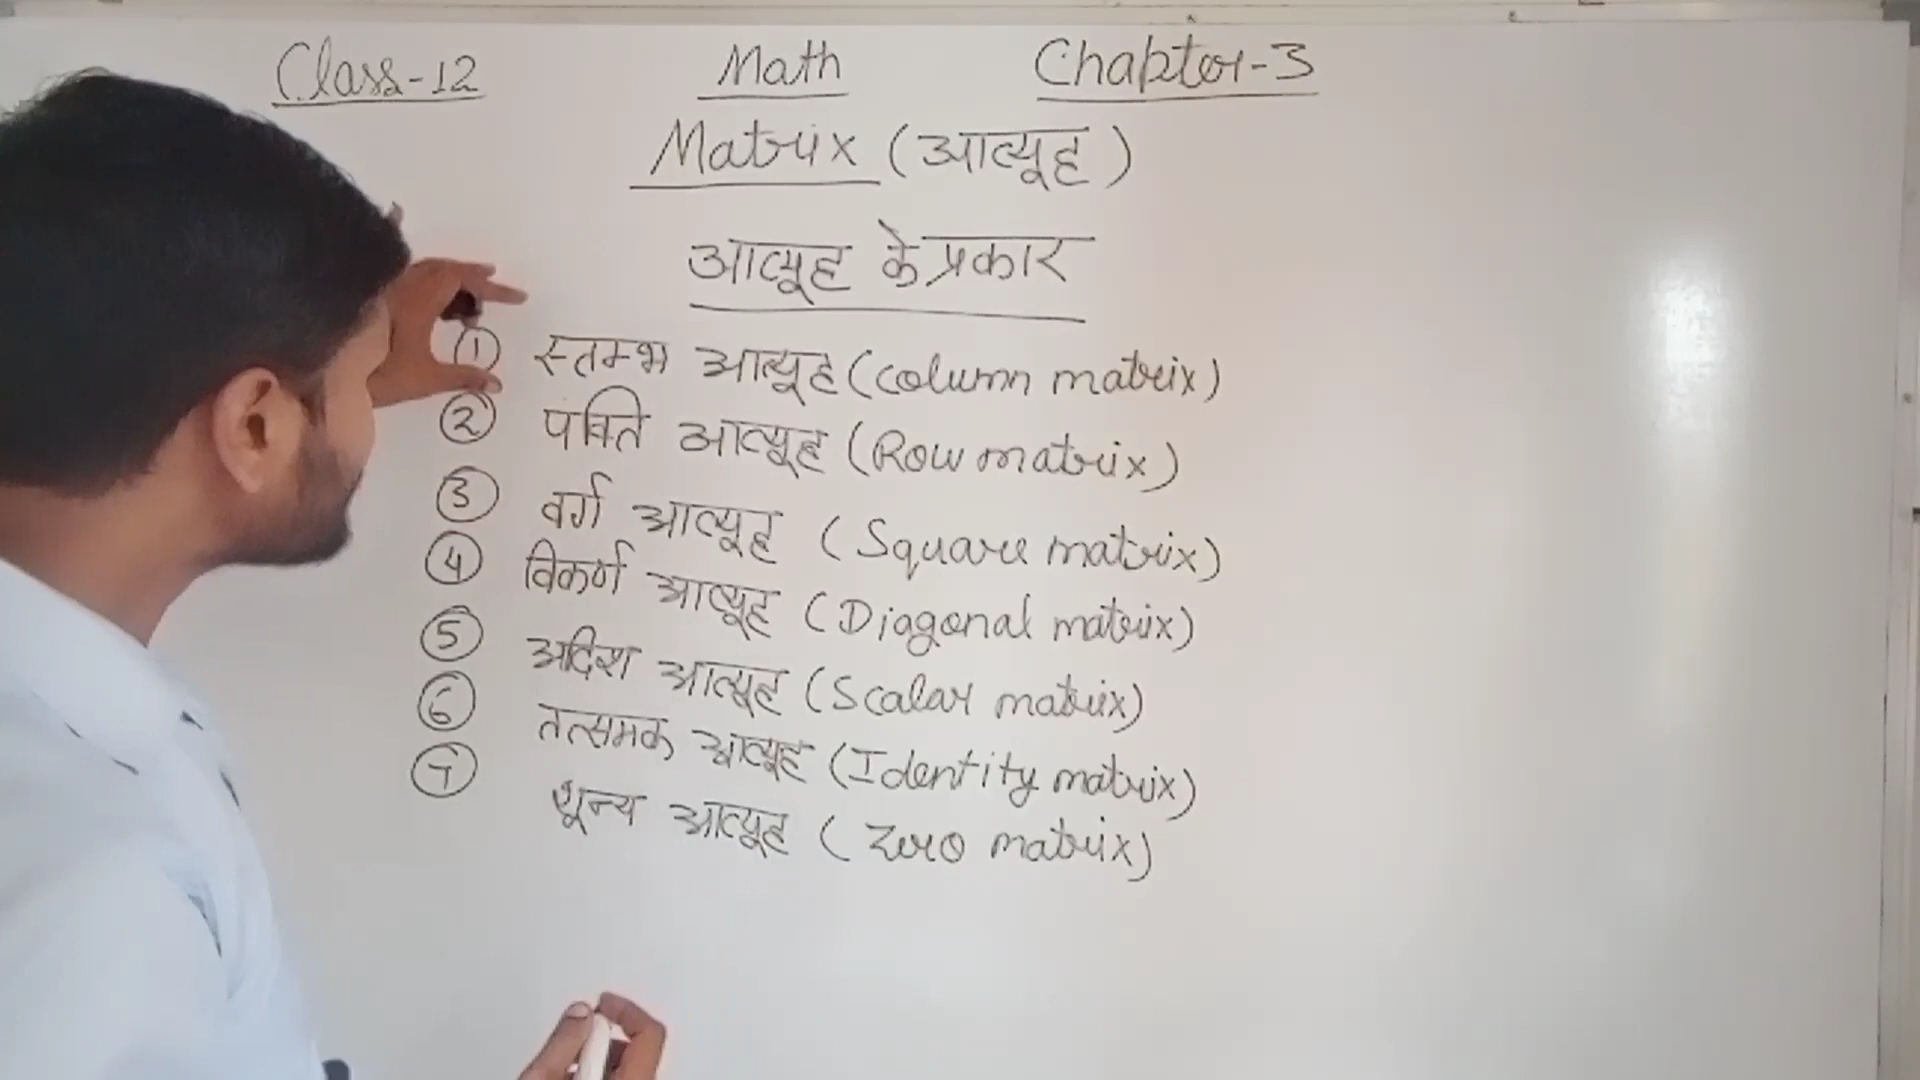 Class-12 Math Chapter-3
Matrix (आव्यूह)
आव्यूह के प्रकार
① स्तम्भ आव्यूह (column matrix)
② पंक्ति आव्यूह (Row matrix)
③ वर्ग आव्यूह (Square matrix)
④ विकर्ण आव्यूह (Diagonal matrix)
⑤ अदिश आव्यूह (Scalar matrix)
⑥ तत्समक आव्यूह (Identity matrix)
⑦ शून्य आव्यूह (Zero matrix)